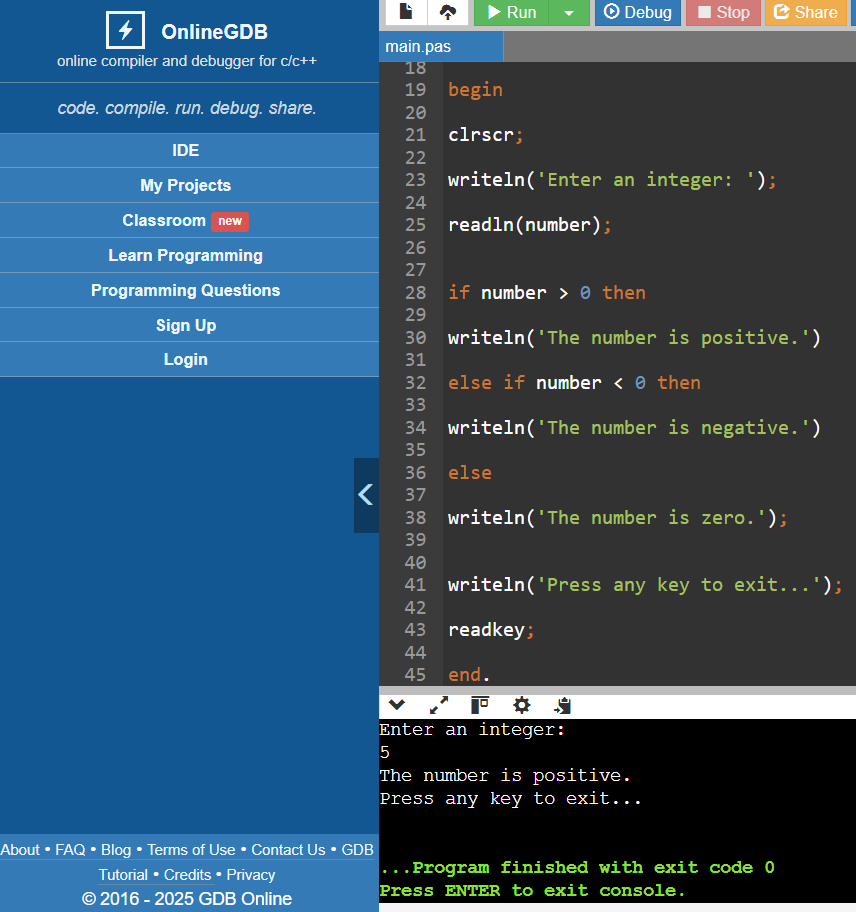 OnlineGDB
online compiler and debugger for c/c++
code. compile. run. debug. share.
IDE
My Projects
Classroom new
Learn Programming
Programming Questions
Sign Up
Login
About • FAQ • Blog • Terms of Use • Contact Us • GDB
Tutorial • Credits • Privacy
© 2016 - 2025 GDB Online
Run Debug Stop Share
main.pas
18
19 begin
20
21 clrscr;
22
23 writeln('Enter an integer: ');
24
25 readln(number);
26
27
28 if number > 0 then
29
30 writeln('The number is positive.')
31
32 else if number < 0 then
33
34 writeln('The number is negative.')
35
36 else
37
38 writeln('The number is zero.');
39
40
41 writeln('Press any key to exit...');
42
43 readkey;
44
45 end.
Enter an integer:
5
The number is positive.
Press any key to exit...
...Program finished with exit code 0
Press ENTER to exit console.